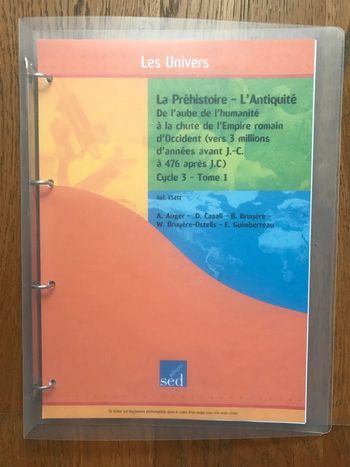 Les Univers
La Préhistoire - L'Antiquité
De l'aube de l'humanité
à la chute de l'Empire romain
d'Occident (vers 3 millions
d'années avant J.-C.
à 476 après J.C)
Cycle 3 - Tome 1
A. Auger - D. Casali - B. Bruyère -
W. Bruyère-Ostells - E. Guimberteau
sed